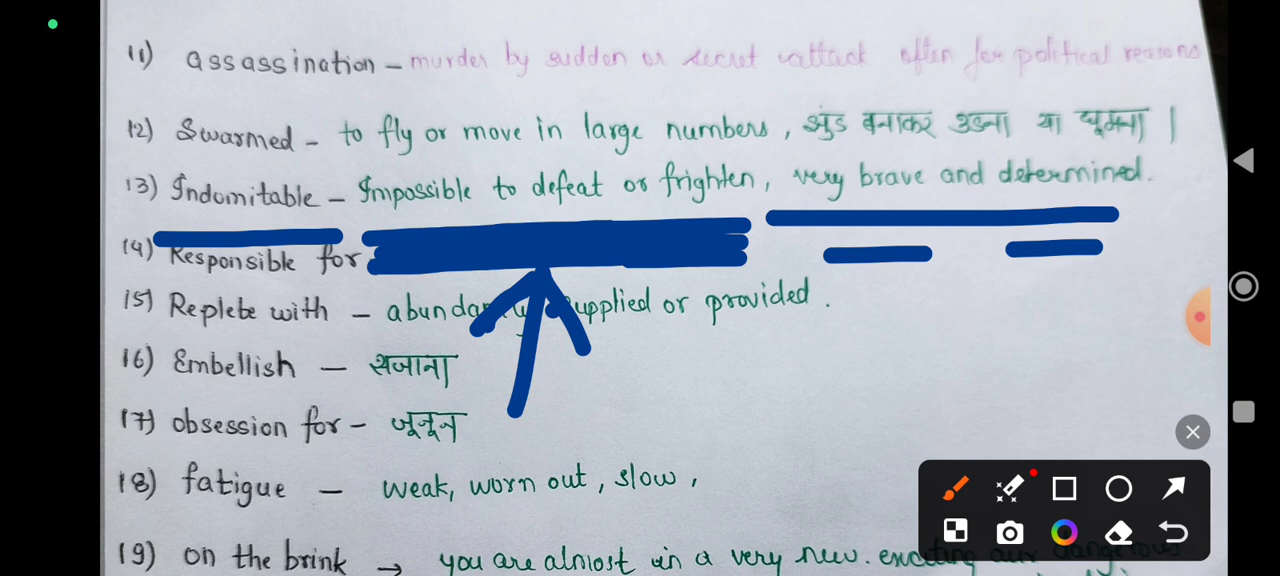 11) assassination – murder by sudden or secret attack often for political reasons
12) Swarmed – to fly or move in large numbers, झुंड बनाकर उडना या घूमना |
13) Indomitable – Impossible to defeat or frighten, very brave and determined.
14) Responsible for
15) Replete with – supplied or provided.
16) Embellish – सजाना
17) obsession for – जूनून
18) fatigue – weak, worn out, slow,
19) on the brink → you are almost in a very new.